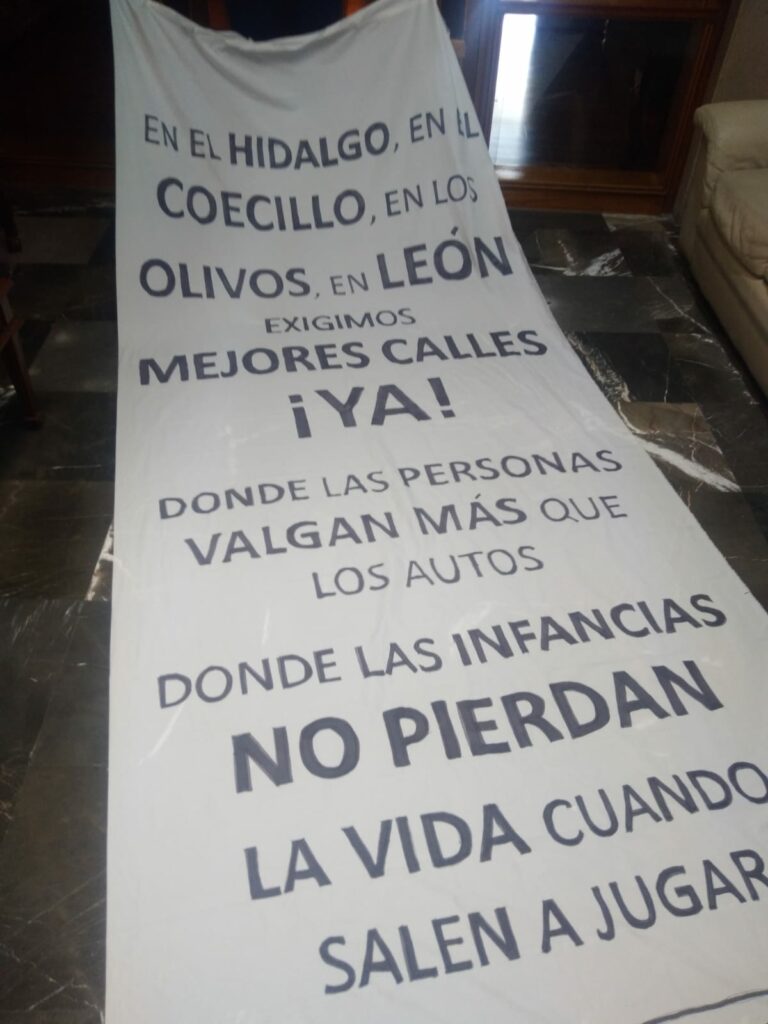 EN EL HIDALGO, EN EL
COECILLO, EN LOS
OLIVOS, EN LEÓN
EXIGIMOS
MEJORES CALLES
¡YA!
DONDE LAS PERSONAS
VALGAN MÁS QUE
LOS AUTOS
DONDE LAS INFANCIAS
NO PIERDAN
LA VIDA CUANDO
SALEN A JUGAR